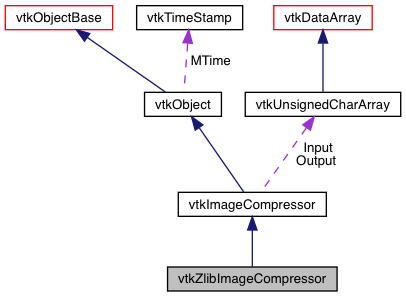 vtkObjectBase
vtkTimeStamp
vtkDataArray
MTime
vtkObject
vtkUnsignedCharArray
Input
Output
vtkImageCompressor
vtkZlibImageCompressor